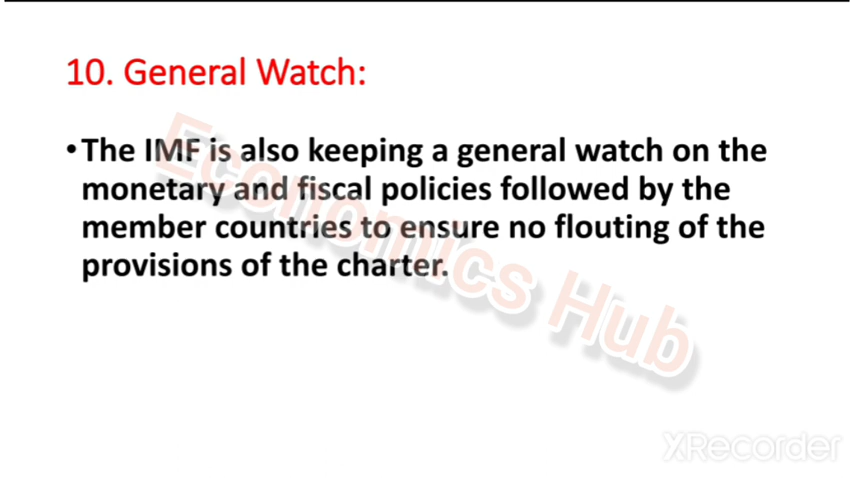 10. General Watch:
•The IMF is also keeping a general watch on the
monetary and fiscal policies followed by the
member countries to ensure no flouting of the
provisions of the charter.
Economics Hub
XRecorder